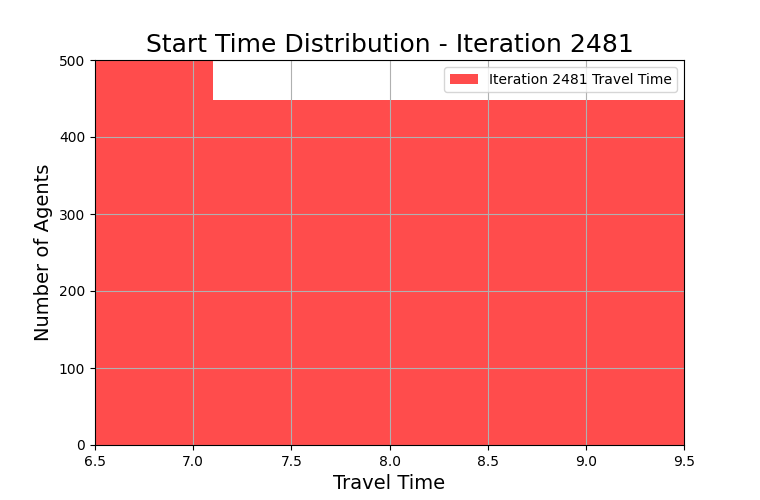 Start Time Distribution - Iteration 2481
500
400
300
200
100
0
Iteration 2481 Travel Time
Number of Agents
6.5 7.0 7.5 8.0 8.5 9.0 9.5
Travel Time